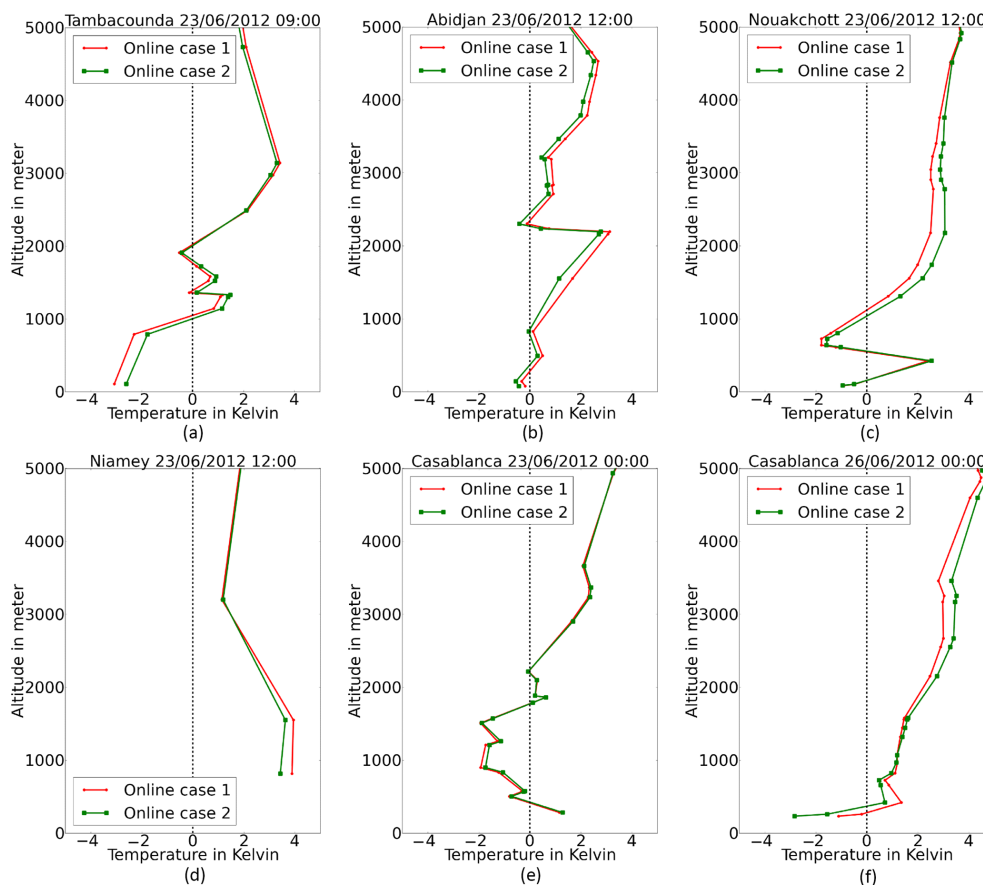 Tambacounda 23/06/2012 09:00
Online case 1
Online case 2
5000
4000
3000
2000
1000
0
Altitude in meter
−4 −2 0 2 4
Temperature in Kelvin
(a)
Abidjan 23/06/2012 12:00
Online case 1
Online case 2
5000
4000
3000
2000
1000
0
Altitude in meter
−4 −2 0 2 4
Temperature in Kelvin
(b)
Nouakchott 23/06/2012 12:00
Online case 1
Online case 2
5000
4000
3000
2000
1000
0
Altitude in meter
−4 −2 0 2 4
Temperature in Kelvin
(c)
Niamey 23/06/2012 12:00
5000
4000
3000
2000
1000
0
Altitude in meter
Online case 1
Online case 2
−4 −2 0 2 4
Temperature in Kelvin
(d)
Casablanca 23/06/2012 00:00
Online case 1
Online case 2
5000
4000
3000
2000
1000
0
Altitude in meter
−4 −2 0 2 4
Temperature in Kelvin
(e)
Casablanca 26/06/2012 00:00
Online case 1
Online case 2
5000
4000
3000
2000
1000
0
Altitude in meter
−4 −2 0 2 4
Temperature in Kelvin
(f)